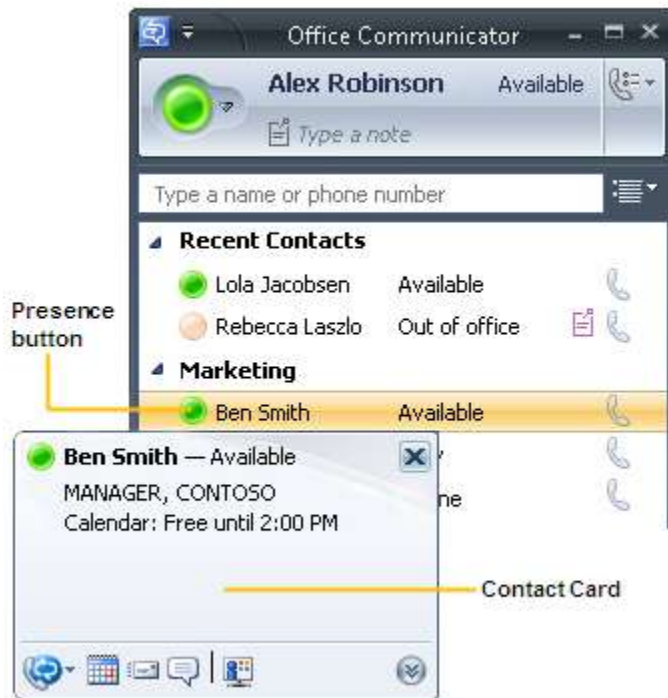 Office Communicator
Alex Robinson Available
Type a note
Type a name or phone number
Recent Contacts
Lola Jacobsen Available
Rebecca Laszlo Out of office
Presence button
Marketing
Ben Smith Available
Ben Smith — Available
MANAGER, CONTOSO
Calendar: Free until 2:00 PM
Contact Card